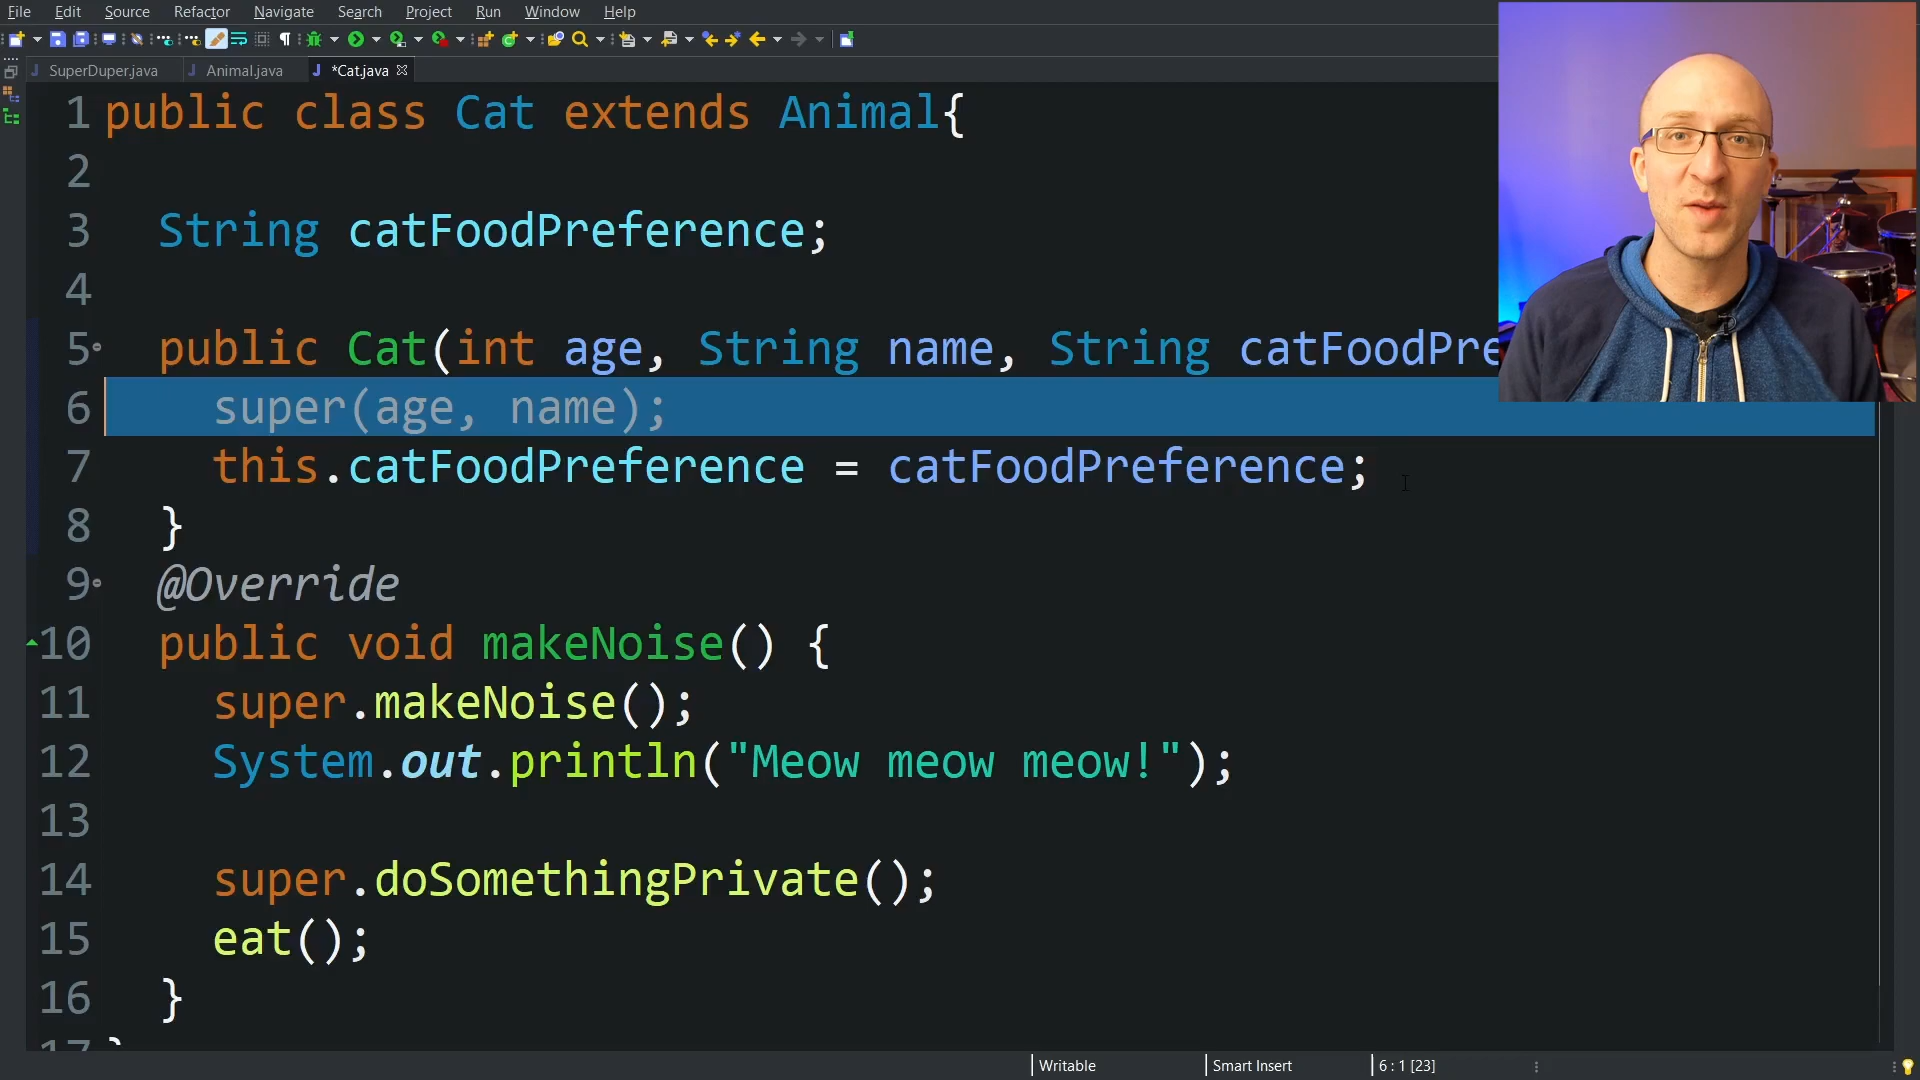 File Edit Source Refactor Navigate Search Project Run Window Help
SuperDuper.java Animal.java *Cat.java
1 public class Cat extends Animal{
2
3 String catFoodPreference;
4
5 public Cat(int age, String name, String catFoodPre
6 super(age, name);
7 this.catFoodPreference = catFoodPreference;
8 }
9 @Override
10 public void makeNoise() {
11 super.makeNoise();
12 System.out.println("Meow meow meow!");
13
14 super.doSomethingPrivate();
15 eat();
16 }
17 }
Writable Smart Insert 6 : 1 [23]